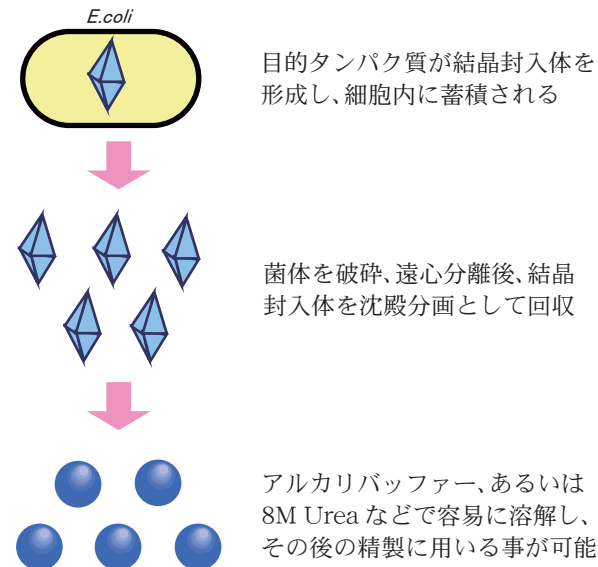 E.coli
目的タンパク質が結晶封入体を
形成し、細胞内に蓄積される
菌体を破砕、遠心分離後、結晶
封入体を沈殿分画として回収
アルカリバッファー、あるいは
8M Urea などで容易に溶解し、
その後の精製に用いる事が可能